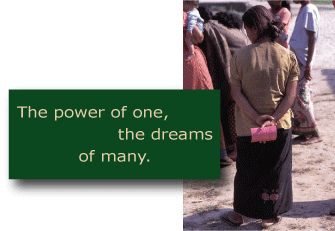 The power of one,
the dreams
of many.